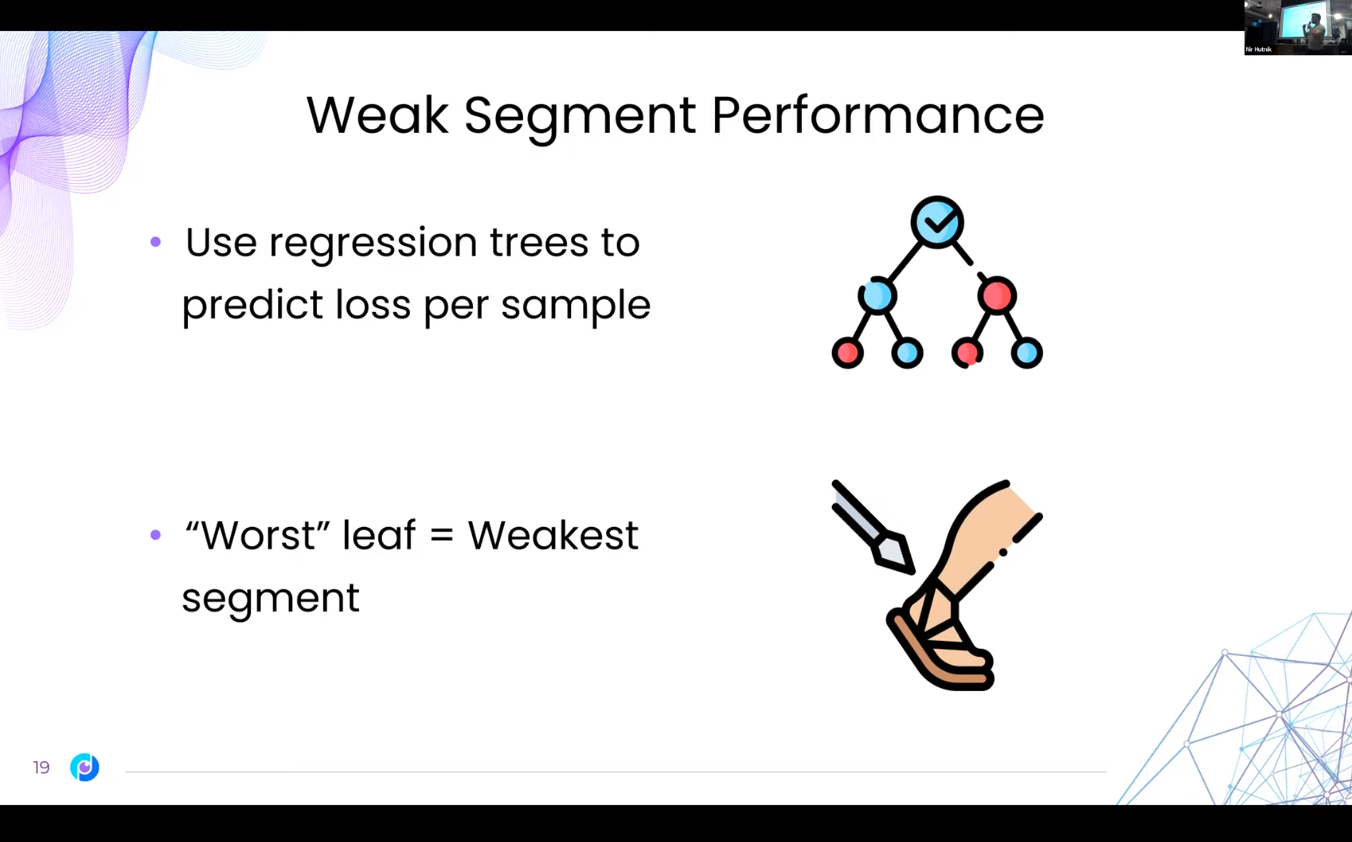 Nir Hutnik
Weak Segment Performance
• Use regression trees to
predict loss per sample
• “Worst” leaf = Weakest
segment
19